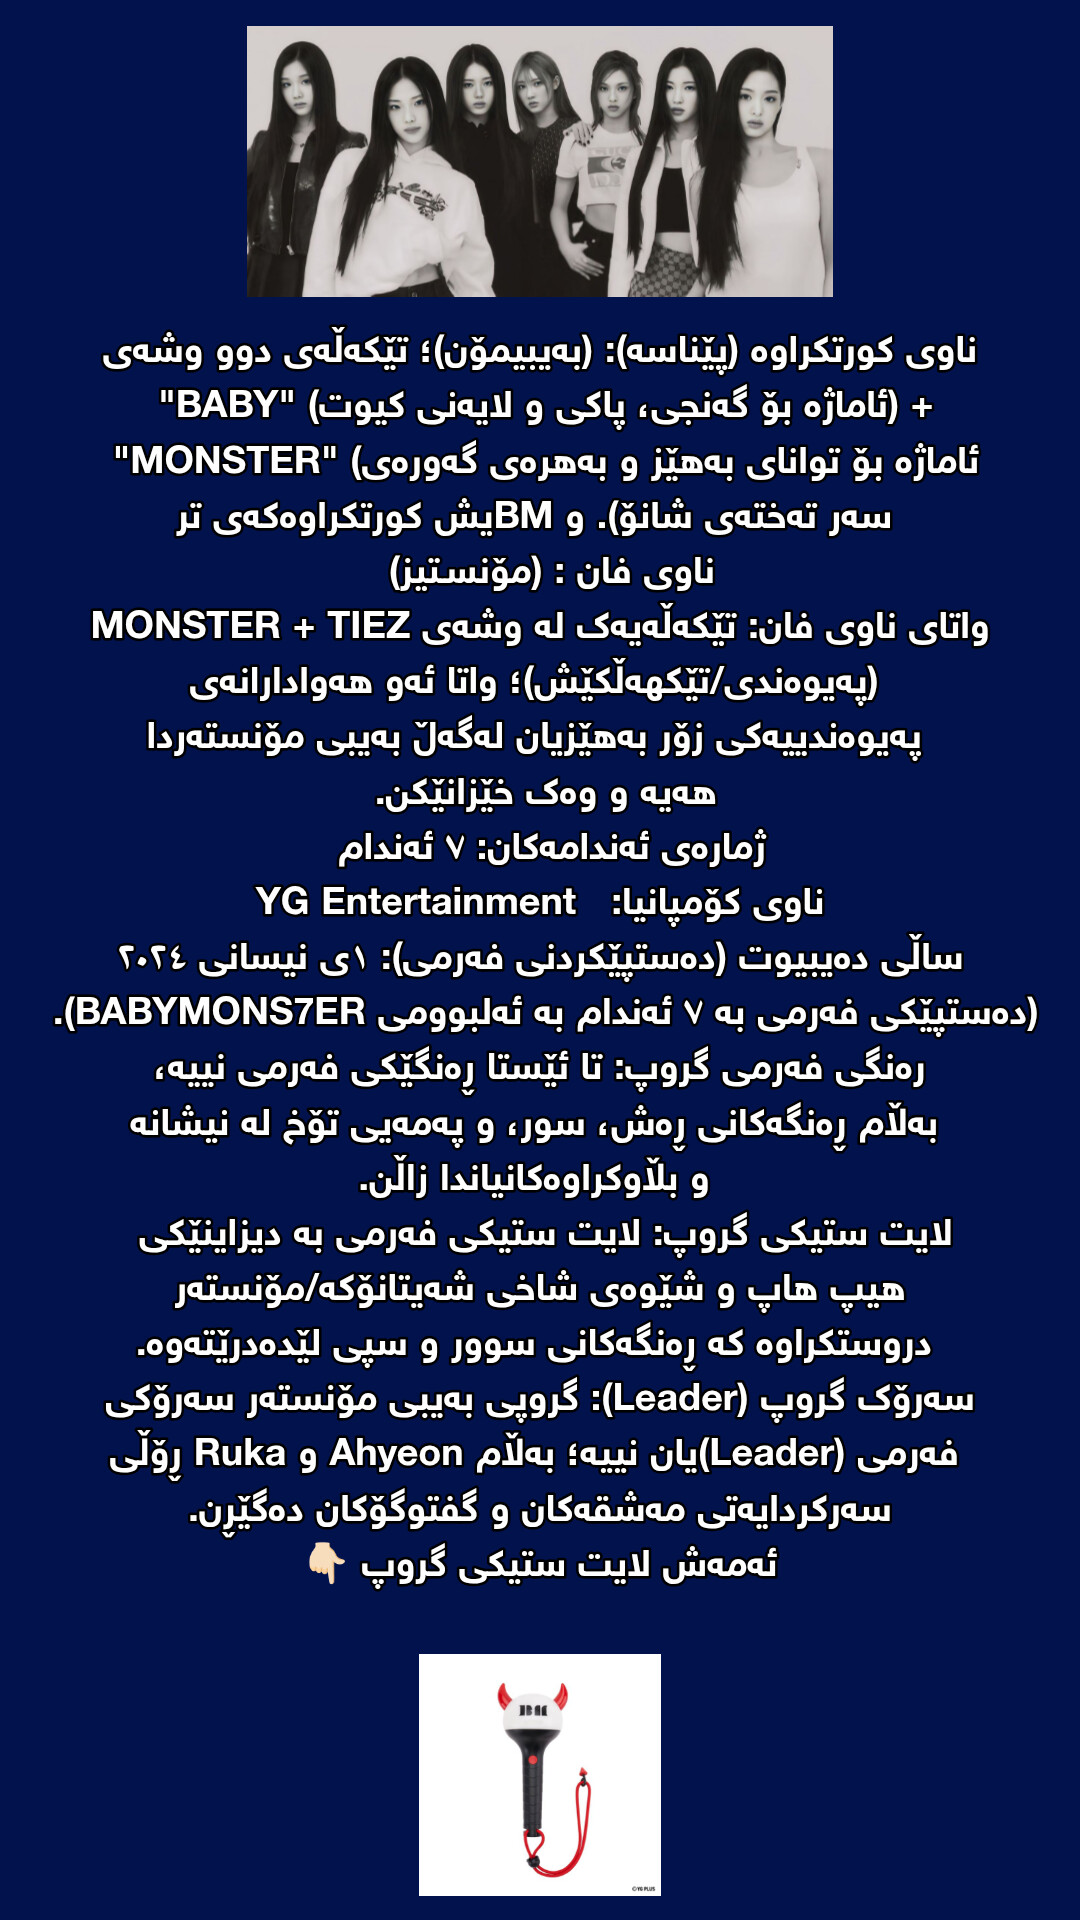 ناوی کورتکراوە (پێناسە): (بەیبیمۆن)؛ تێکەڵەی دوو وشەی
"BABY" (ئاماژە بۆ گەنجی، پاکی و لایەنی کیوت) +
"MONSTER" (ئاماژە بۆ توانای بەهێز و بەهرەی گەورەی
سەر تەختەی شانۆ). و BMیش کورتکراوەکەی تر
ناوی فان : (مۆنستیز)
واتای ناوی فان: تێکەڵەیەک لە وشەی MONSTER + TIEZ
(پەیوەندی/تێکهەڵکێش)؛ واتا ئەو هەوادارانەی
پەیوەندییەکی زۆر بەهێزیان لەگەڵ بەیبی مۆنستەردا
هەیە و وەک خێزانێکن.
ژمارەی ئەندامەکان: ٧ ئەندام
ناوی کۆمپانیا: YG Entertainment
ساڵی دەیبیوت (دەستپێکردنی فەرمی): ١ی نیسانی ٢٠٢٤
(دەستپێکی فەرمی بە ٧ ئەندام بە ئەلبوومی BABYMONS7ER).
رەنگی فەرمی گروپ: تا ئێستا ڕەنگێکی فەرمی نییە،
بەڵام ڕەنگەکانی ڕەش، سور، و پەمەیی تۆخ لە نیشانە
و بڵاوکراوەکانیاندا زاڵن.
لایت ستیکی گروپ: لایت ستیکی فەرمی بە دیزاینێکی
هیپ هاپ و شێوەی شاخی شەیتانۆکە/مۆنستەر
دروستکراوە کە ڕەنگەکانی سوور و سپی لێدەدرێتەوە.
سەرۆک گروپ (Leader): گروپی بەیبی مۆنستەر سەرۆکی
فەرمی (Leader)یان نییە؛ بەڵام Ahyeon و Ruka ڕۆڵی
سەرکردایەتی مەشقەکان و گفتوگۆکان دەگێڕن.
ئەمەش لایت ستیکی گروپ 👇🏻
BM
©YG PLUS